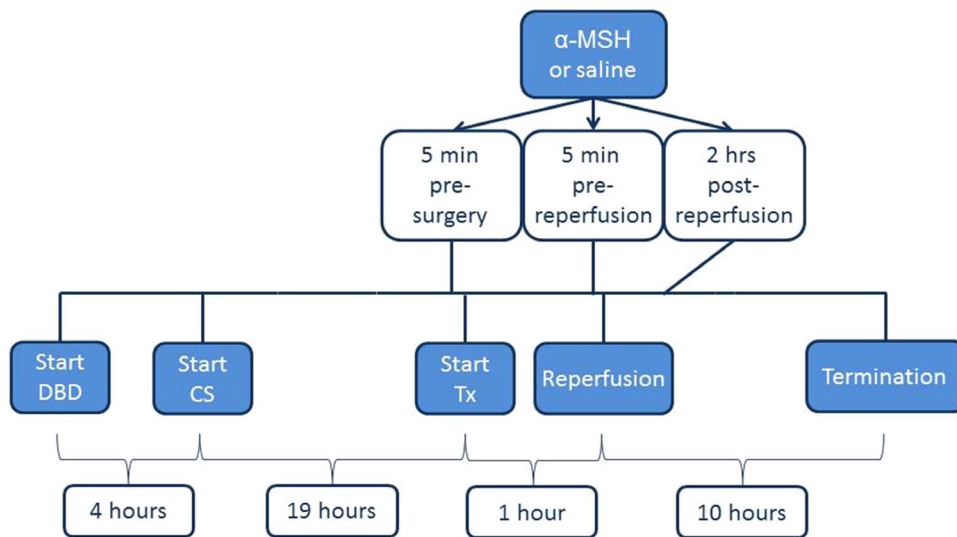 α-MSH
or saline
5 min
pre-
surgery
5 min
pre-
reperfusion
2 hrs
post-
reperfusion
Start
DBD
Start
CS
Start
Tx
Reperfusion
Termination
4 hours
19 hours
1 hour
10 hours